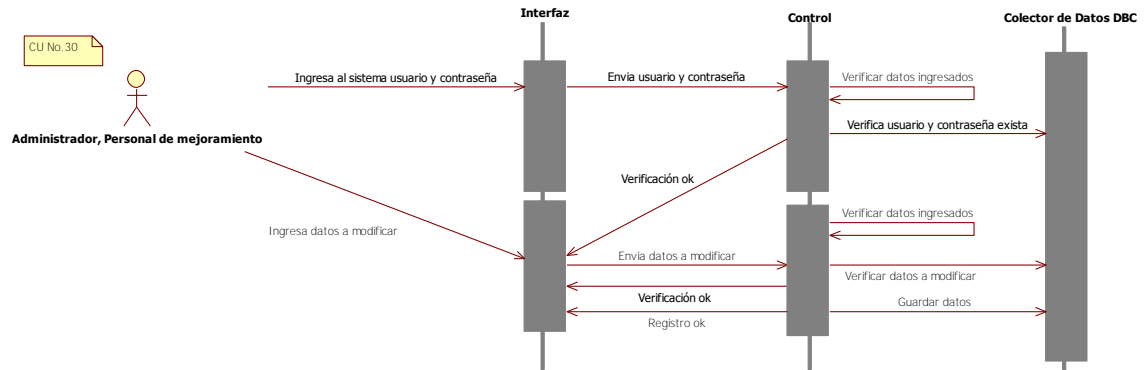 Interfaz
Control
Colector de Datos DBC
CU No.30
Administrador, Personal de mejoramiento
Ingresa al sistema usuario y contraseña
Envia usuario y contraseña
Verificar datos ingresados
Verifica usuario y contraseña exista
Verificación ok
Ingresa datos a modificar
Verificar datos ingresados
Envia datos a modificar
Verificar datos a modificar
Verificación ok
Guardar datos
Registro ok